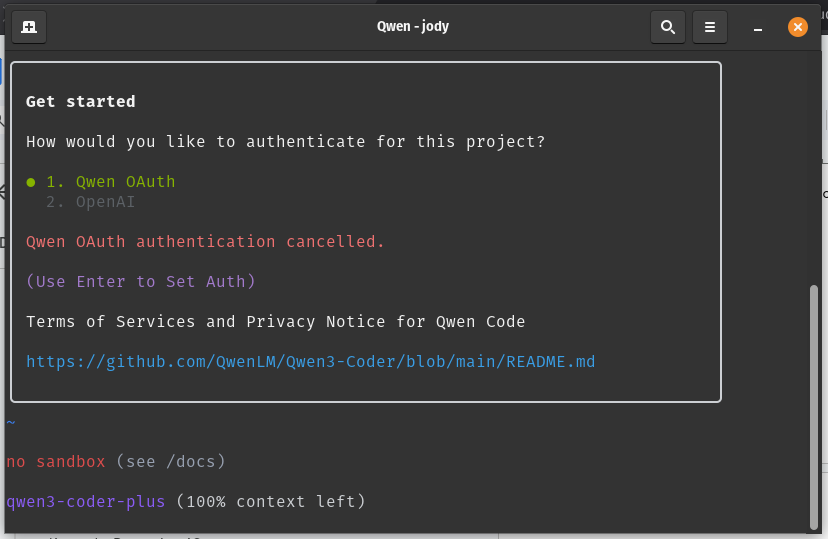 Qwen - jody
Get started
How would you like to authenticate for this project?
● 1. Qwen OAuth
2. OpenAI
Qwen OAuth authentication cancelled.
(Use Enter to Set Auth)
Terms of Services and Privacy Notice for Qwen Code
https://github.com/QwenLM/Qwen3-Coder/blob/main/README.md
~
no sandbox (see /docs)
qwen3-coder-plus (100% context left)